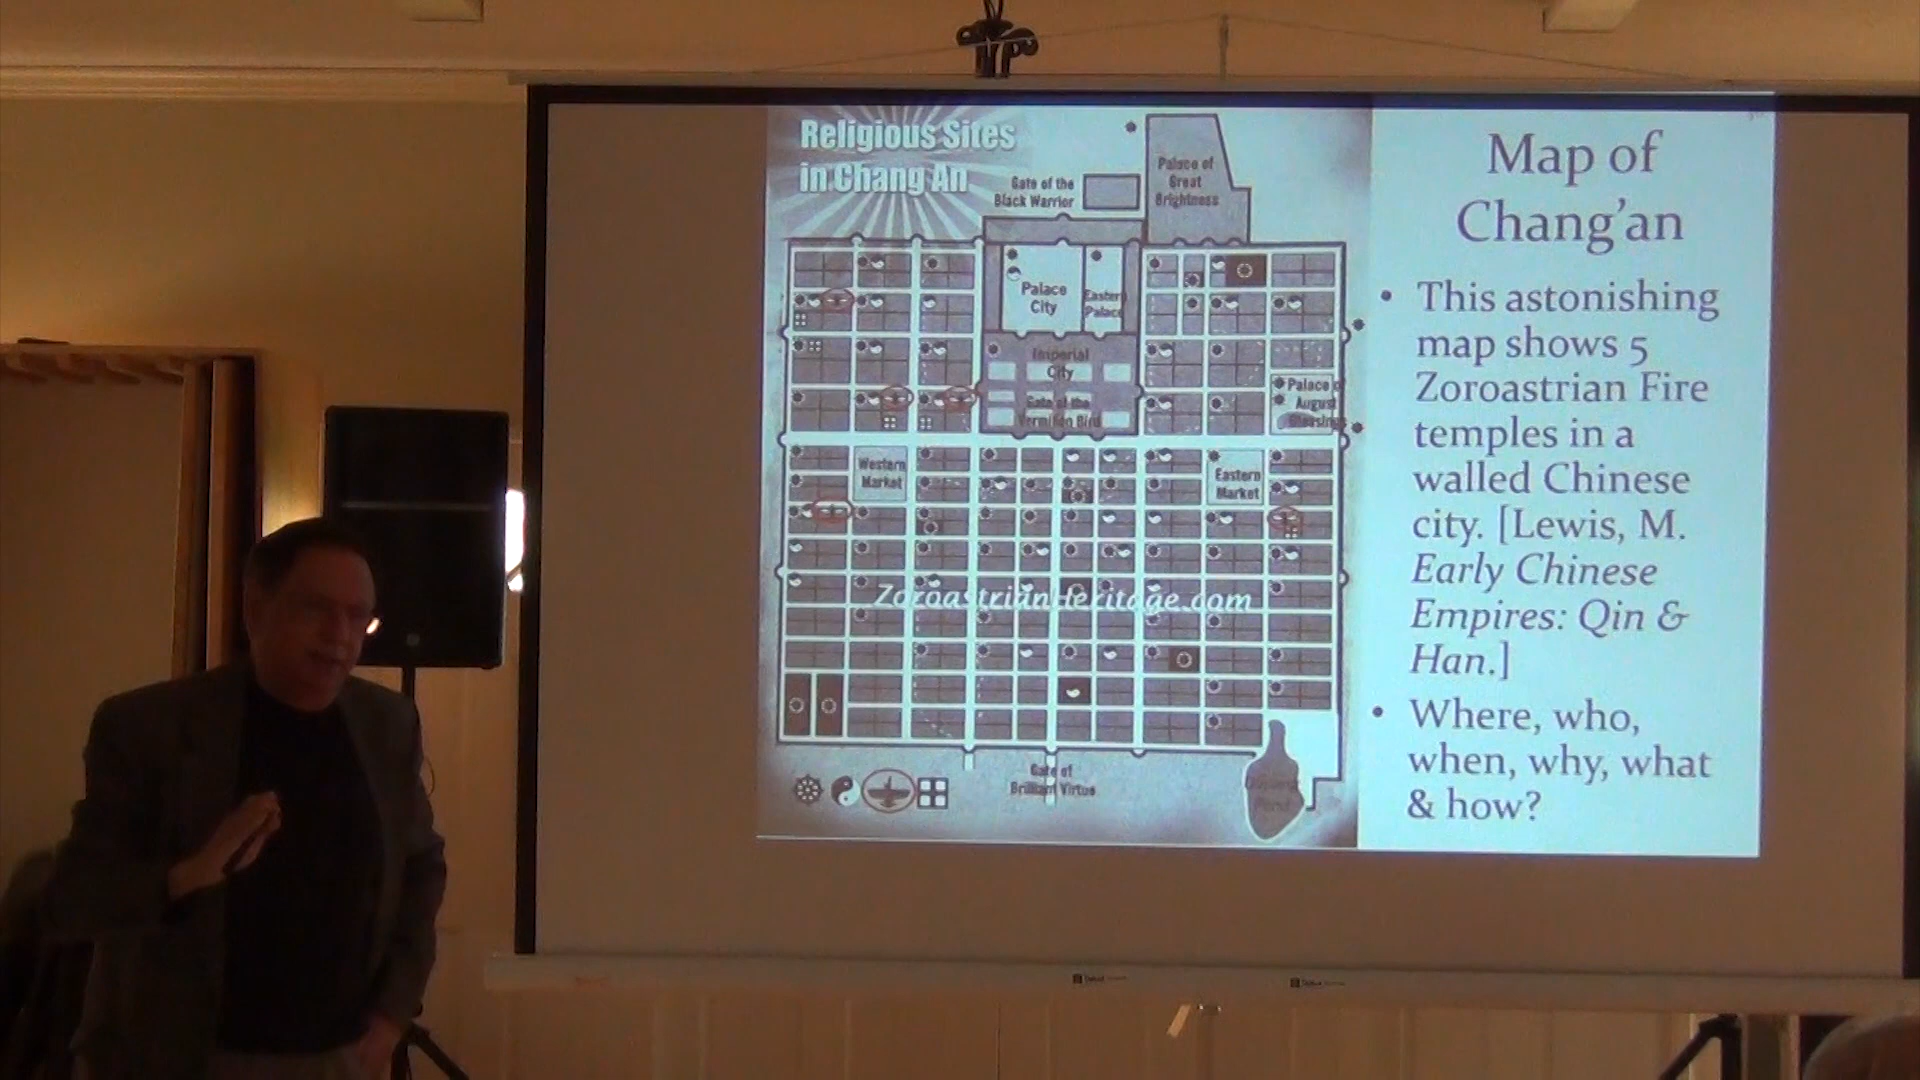 Religious Sites
in Chang An
Gate of the
Black Warrior
Palace of
Great
Brightness
Palace
City
Eastern
Palace
Imperial
City
Gate of the
Vermilion Bird
Palace of
August
Blessings
Western
Market
Eastern
Market
ZoroastrianHeritage.com
Gate of
Brilliant Virtue
Map of
Chang’an
• This astonishing
map shows 5
Zoroastrian Fire
temples in a
walled Chinese
city. [Lewis, M.
Early Chinese
Empires: Qin &
Han.]
• Where, who,
when, why, what
& how?